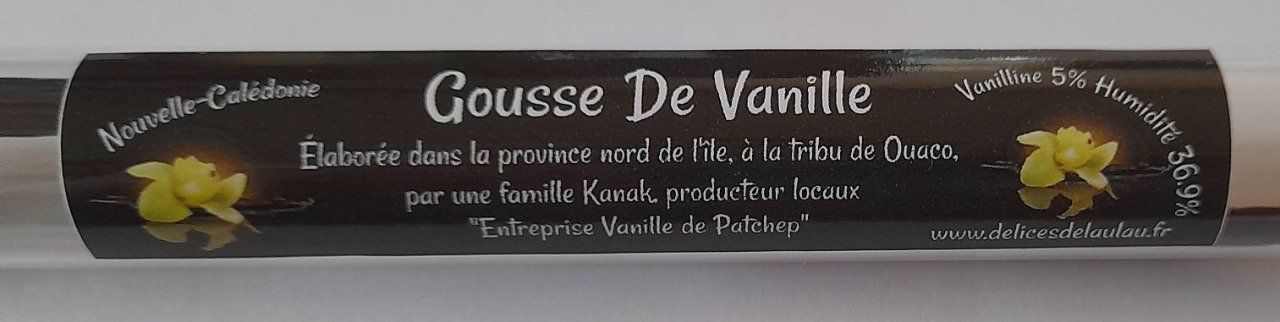 Nouvelle-Calédonie
Gousse De Vanille
Vanilline 5% Humidité 36.9%
Élaborée dans la province nord de l'île, à la tribu de Ouaco,
par une famille Kanak, producteur locaux
"Entreprise Vanille de Patchep"
www.delicesdelaulau.fr